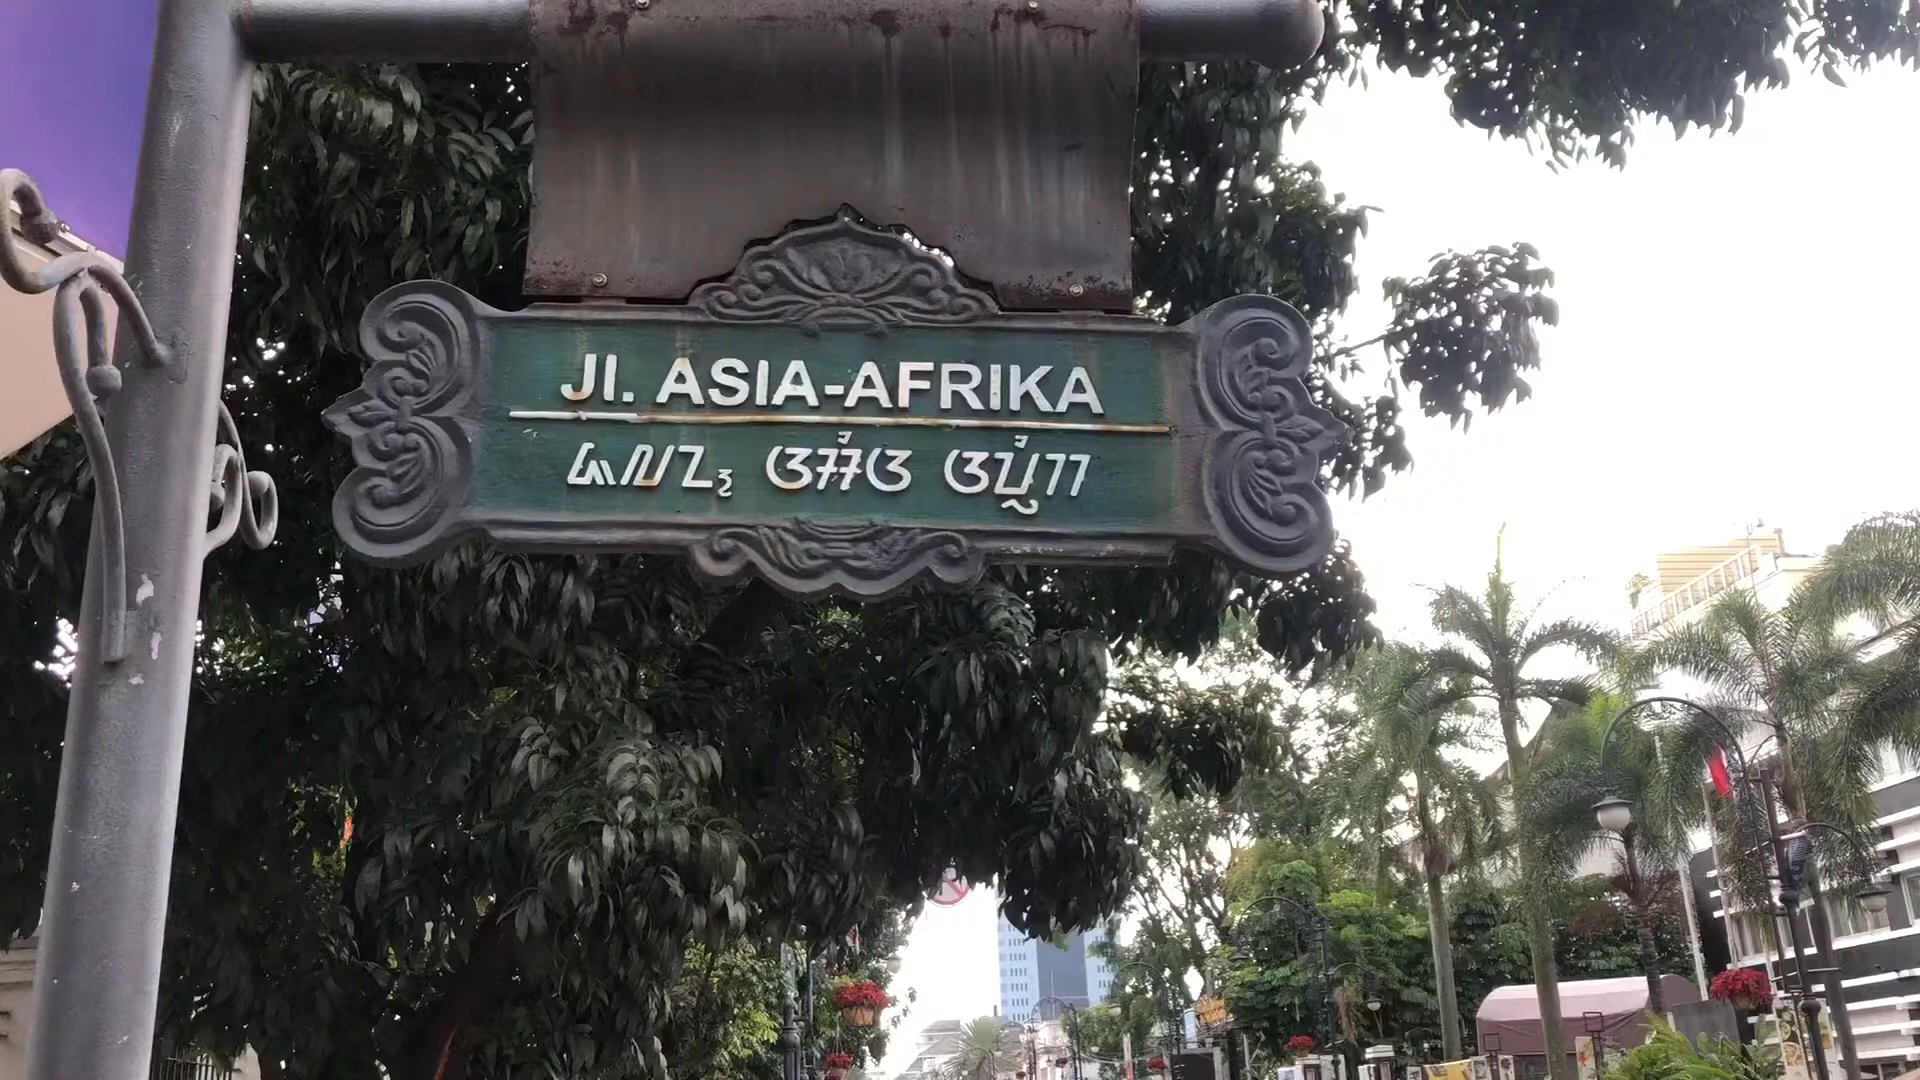 Jl. ASIA-AFRIKA
ᮏᮜᮔ᮪ ᮃᮞᮤᮃ ᮃᮕᮢᮤᮊ